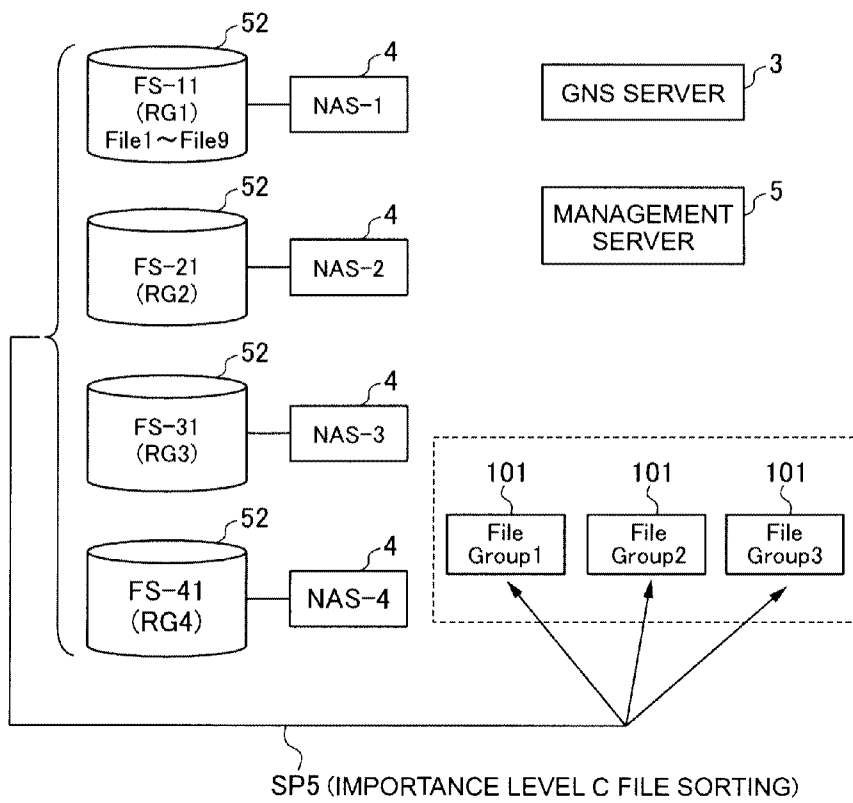 52
FS-11
(RG1)
File1～File9
4
NAS-1
3
GNS SERVER
52
FS-21
(RG2)
4
NAS-2
5
MANAGEMENT
SERVER
52
FS-31
(RG3)
4
NAS-3
52
FS-41
(RG4)
4
NAS-4
101
File
Group1
101
File
Group2
101
File
Group3
SP5 (IMPORTANCE LEVEL C FILE SORTING)